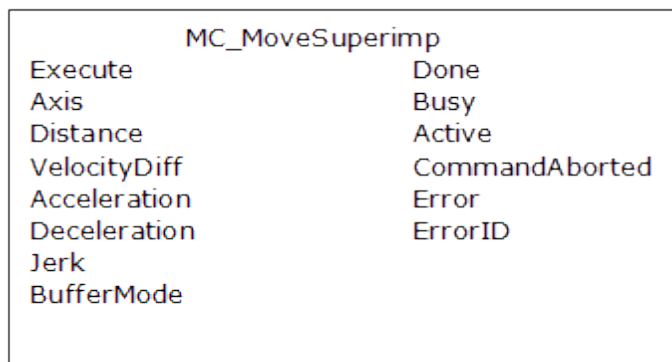 MC_MoveSuperimp
Execute Done
Axis Busy
Distance Active
VelocityDiff CommandAborted
Acceleration Error
Deceleration ErrorID
Jerk
BufferMode